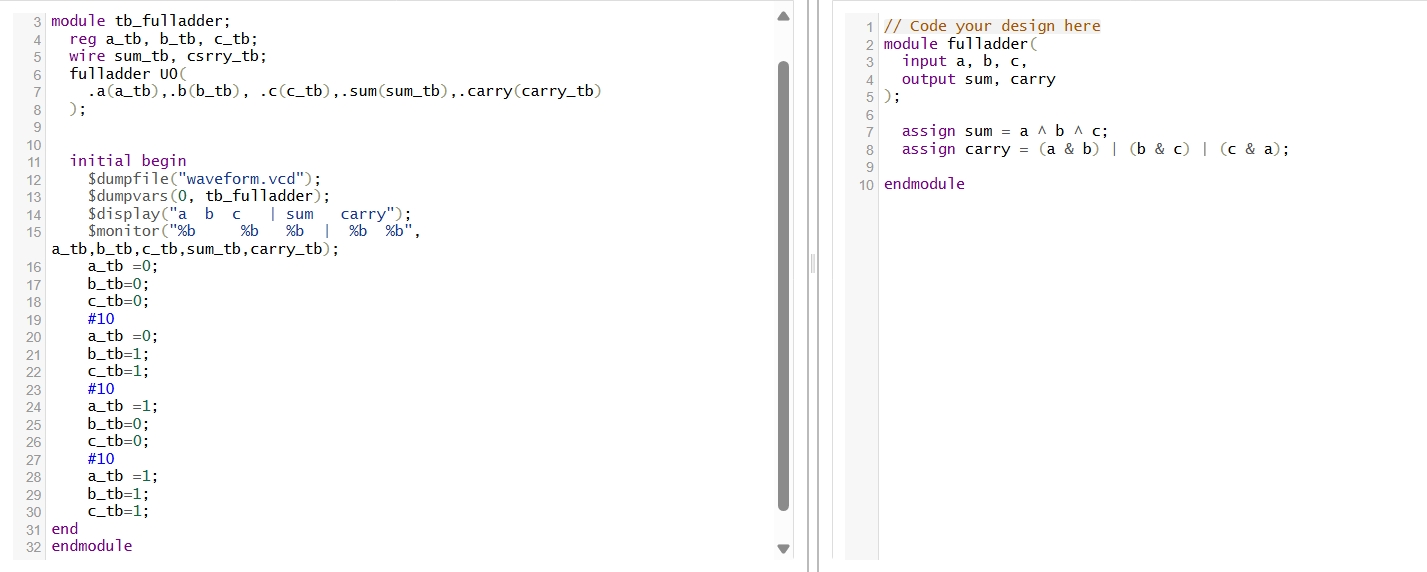 3 module tb_fulladder;
4 reg a_tb, b_tb, c_tb;
5 wire sum_tb, csrry_tb;
6 fulladder UO(
7 .a(a_tb),.b(b_tb), .c(c_tb),.sum(sum_tb),.carry(carry_tb)
8 );
9
10
11 initial begin
12 $dumpfile("waveform.vcd");
13 $dumpvars(0, tb_fulladder);
14 $display("a  b  c   | sum   carry");
15 $monitor("%b     %b   %b  |  %b  %b",
a_tb,b_tb,c_tb,sum_tb,carry_tb);
16 a_tb =0;
17 b_tb=0;
18 c_tb=0;
19 #10
20 a_tb =0;
21 b_tb=1;
22 c_tb=1;
23 #10
24 a_tb =1;
25 b_tb=0;
26 c_tb=0;
27 #10
28 a_tb =1;
29 b_tb=1;
30 c_tb=1;
31 end
32 endmodule
1 // Code your design here
2 module fulladder(
3 input a, b, c,
4 output sum, carry
5 );
6
7 assign sum = a ^ b ^ c;
8 assign carry = (a & b) | (b & c) | (c & a);
9
10 endmodule